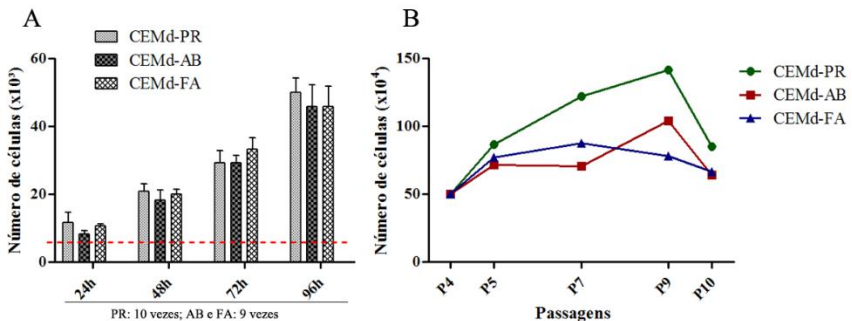 A
CEMd-PR
CEMd-AB
CEMd-FA
Número de células (x10³)
60
40
20
0
24h
48h
72h
96h
PR: 10 vezes; AB e FA: 9 vezes
B
Número de células (x10⁴)
150
100
50
0
P4
P5
P7
P9
P10
Passagens
CEMd-PR
CEMd-AB
CEMd-FA